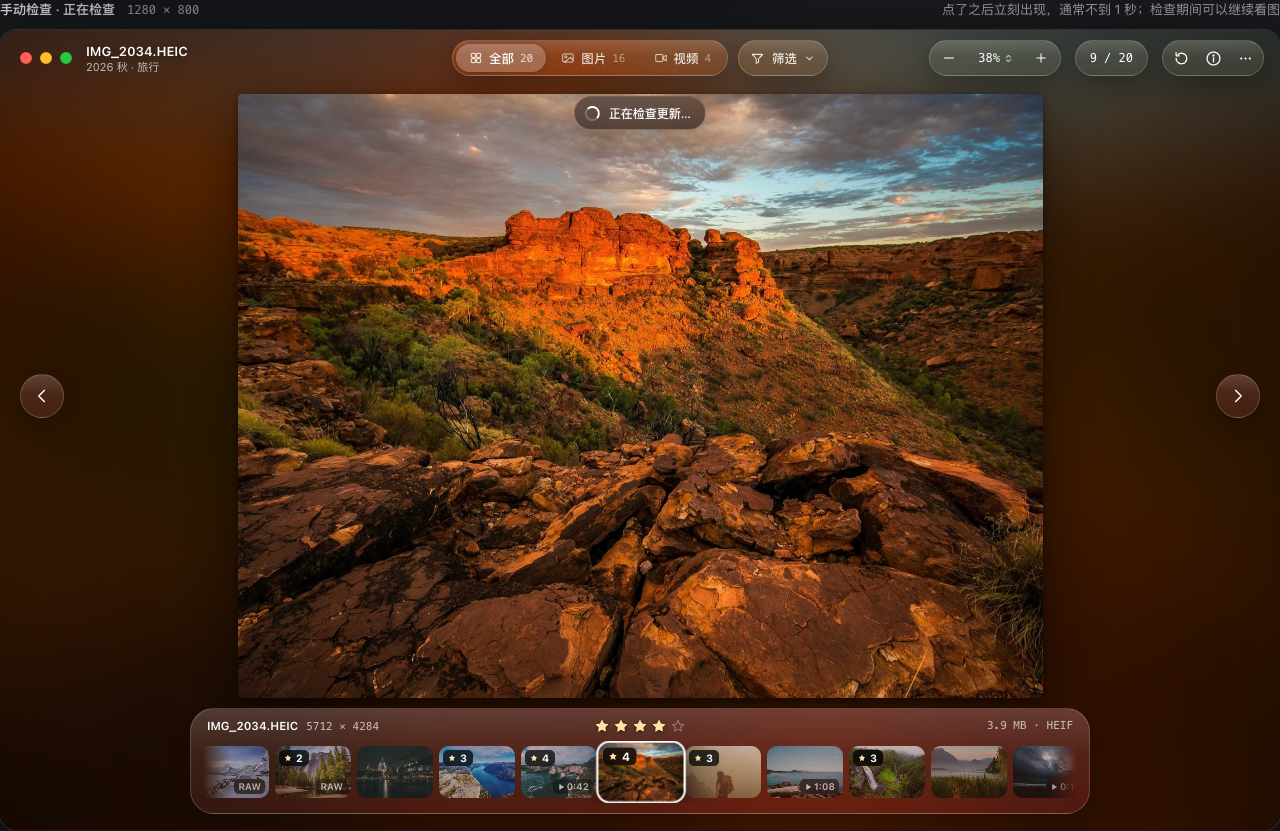 手动检查 · 正在检查 1280 × 800
点了之后立刻出现，通常不到 1 秒；检查期间可以继续看图
IMG_2034.HEIC
2026 秋 · 旅行
全部 20
图片 16
视频 4
筛选
38%
9 / 20
正在检查更新…
IMG_2034.HEIC 5712 × 4284
3.9 MB · HEIF
RAW
2
RAW
3
4
0:42
4
3
1:08
3